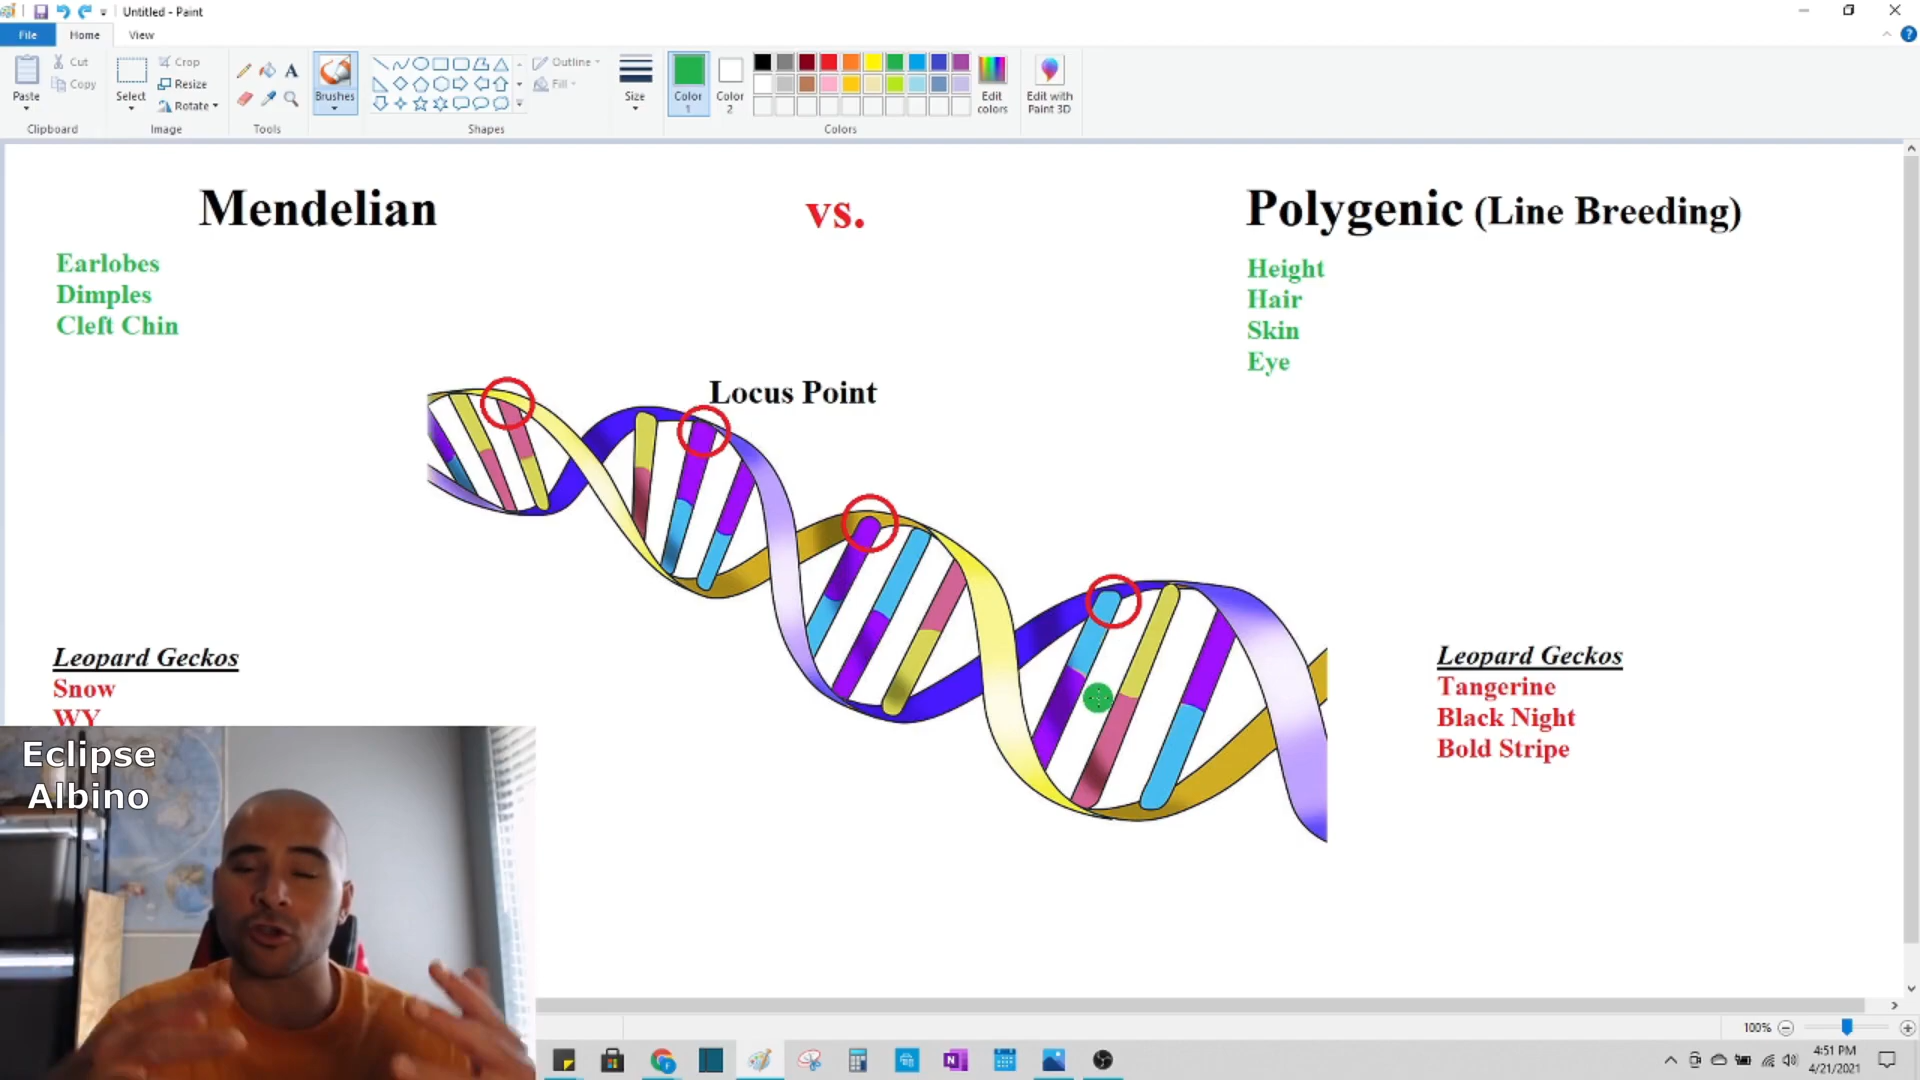 Untitled - Paint
File
Home
View
Paste
Cut
Copy
Clipboard
Select
Crop
Resize
Rotate
Image
Tools
Brushes
Shapes
Outline
Fill
Size
Color 1
Color 2
Edit colors
Colors
Edit with Paint 3D
Mendelian
vs.
Polygenic (Line Breeding)
Earlobes
Dimples
Cleft Chin
Height
Hair
Skin
Eye
Locus Point
Leopard Geckos
Snow
WY
Eclipse
Albino
Leopard Geckos
Tangerine
Black Night
Bold Stripe
100%
4:51 PM
4/21/2021